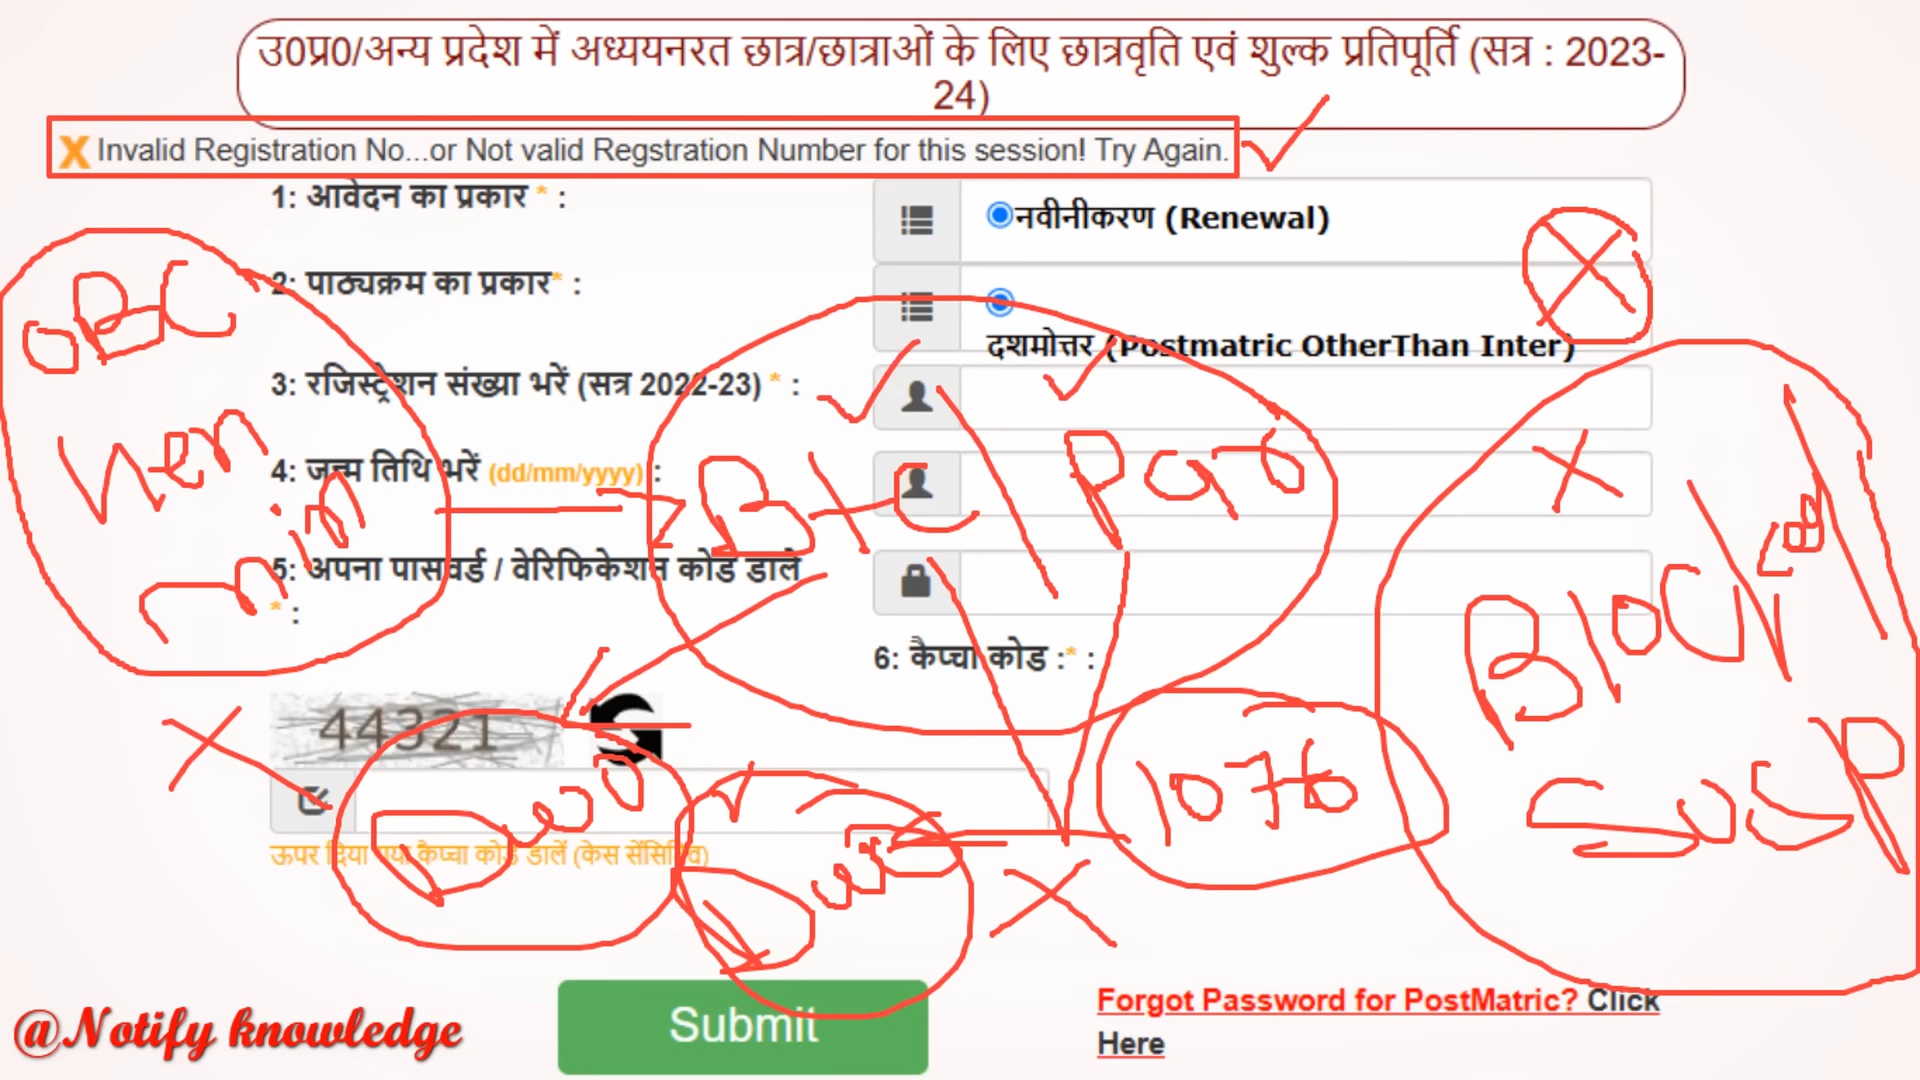 उ0प्र0/अन्य प्रदेश में अध्ययनरत छात्र/छात्राओं के लिए छात्रवृति एवं शुल्क प्रतिपूर्ति (सत्र : 2023-
24)
X Invalid Registration No...or Not valid Regstration Number for this session! Try Again.
1: आवेदन का प्रकार * :
नवीनीकरण (Renewal)
2: पाठ्यक्रम का प्रकार* :
दशमोत्तर (Postmatric OtherThan Inter)
3: रजिस्ट्रेशन संख्या भरें (सत्र 2022-23) * :
4: जन्म तिथि भरें (dd/mm/yyyy) :
5: अपना पासवर्ड / वेरिफिकेशन कोड डाले
* :
6: कैप्चा कोड :* :
44321
ऊपर दिया गया कैप्चा कोड डालें (केस सेंसिटिव)
OBC
min
1076
Block
Submit
Forgot Password for PostMatric? Click
Here
@Notify knowledge